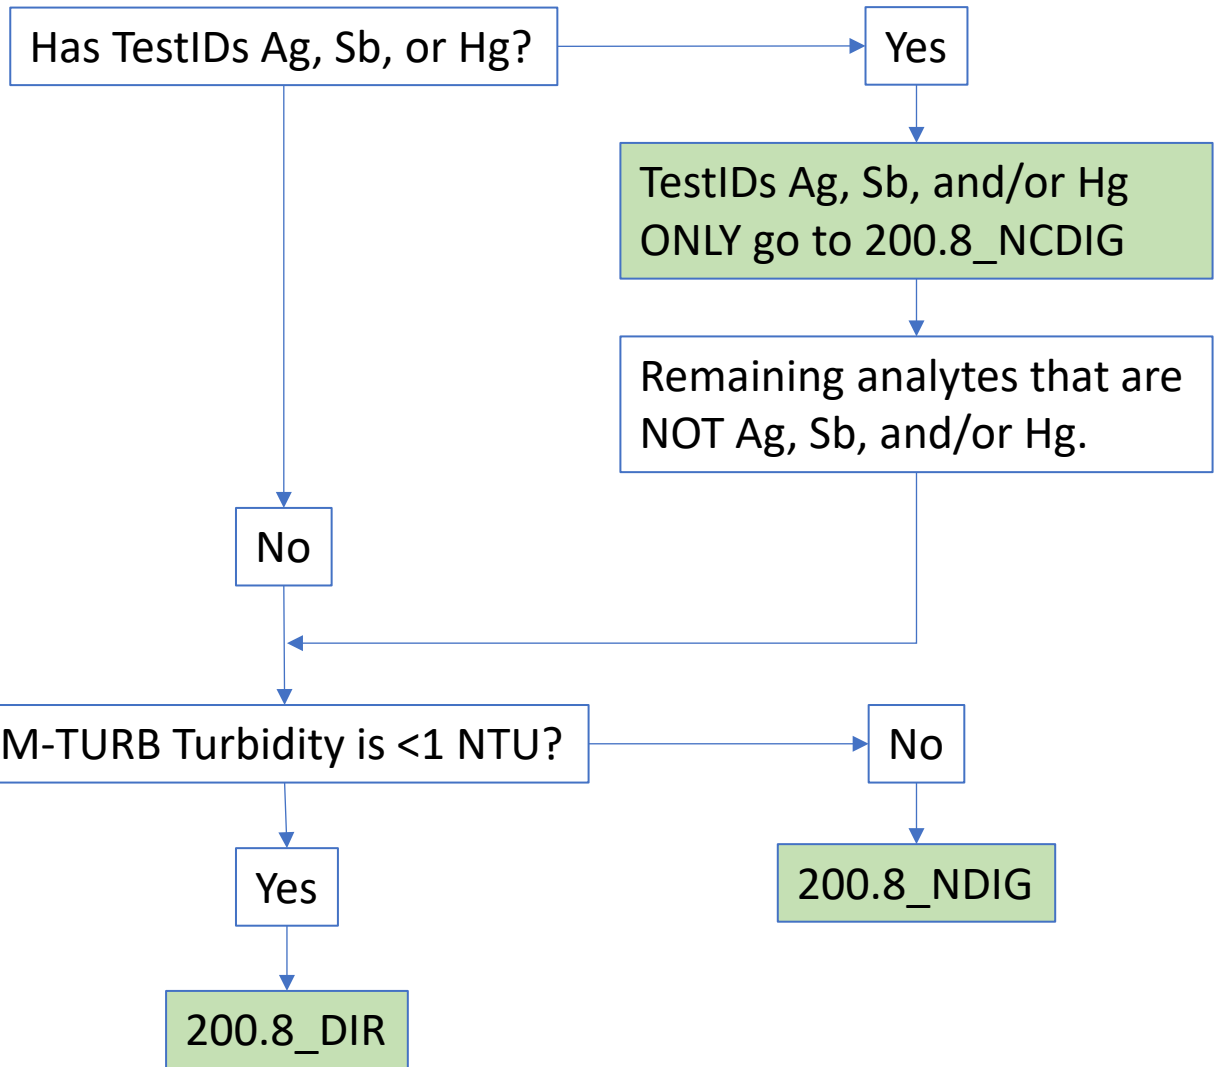 Has TestIDs Ag, Sb, or Hg?
Yes
TestIDs Ag, Sb, and/or Hg
ONLY go to 200.8_NCDIG
Remaining analytes that are
NOT Ag, Sb, and/or Hg.
No
M-TURB Turbidity is <1 NTU?
No
Yes
200.8_NDIG
200.8_DIR